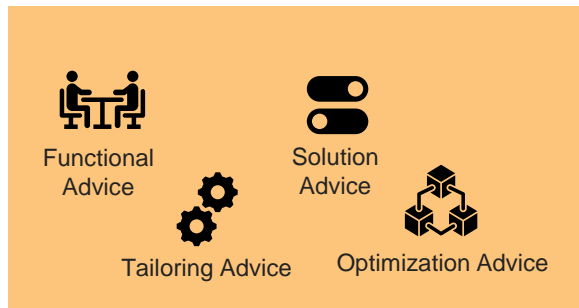 Functional
Advice
Solution
Advice
Tailoring Advice
Optimization Advice